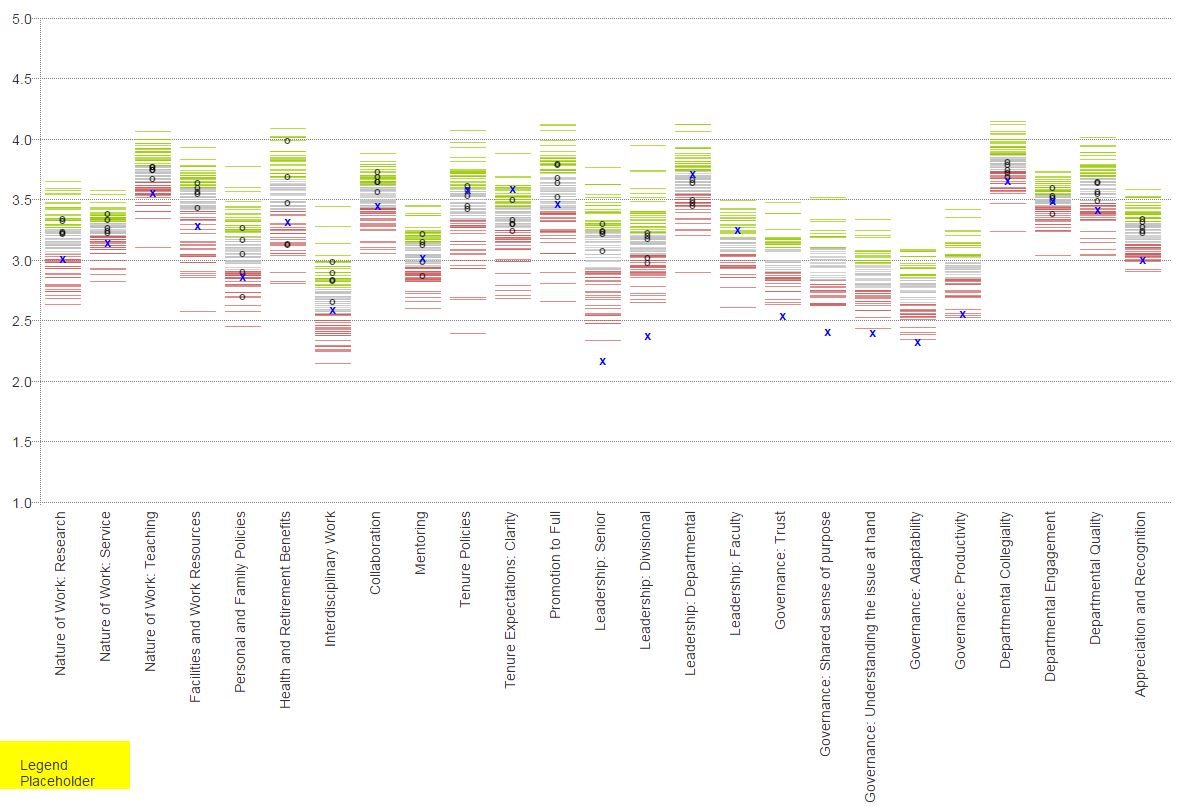 5.0
4.5
4.0
3.5
3.0
2.5
2.0
1.5
1.0
Nature of Work: Research
Nature of Work: Service
Nature of Work: Teaching
Facilities and Work Resources
Personal and Family Policies
Health and Retirement Benefits
Interdisciplinary Work
Collaboration
Mentoring
Tenure Policies
Tenure Expectations: Clarity
Promotion to Full
Leadership: Senior
Leadership: Divisional
Leadership: Departmental
Leadership: Faculty
Governance: Trust
Governance: Shared sense of purpose
Governance: Understanding the issue at hand
Governance: Adaptability
Governance: Productivity
Departmental Collegiality
Departmental Engagement
Departmental Quality
Appreciation and Recognition
Legend
Placeholder